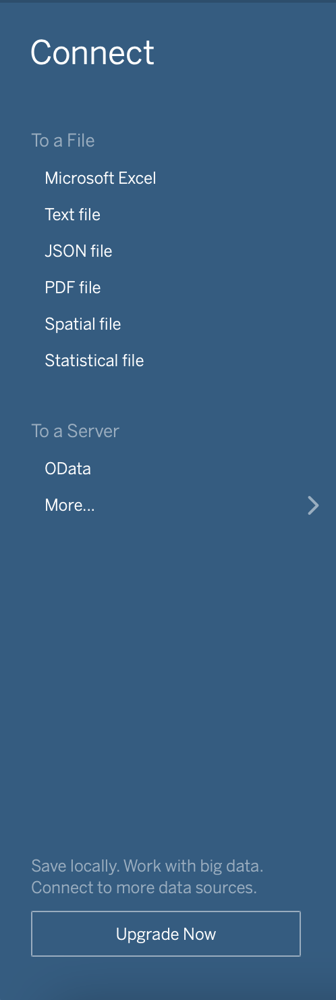 Connect
To a File
Microsoft Excel
Text file
JSON file
PDF file
Spatial file
Statistical file
To a Server
OData
More...
Save locally. Work with big data.
Connect to more data sources.
Upgrade Now